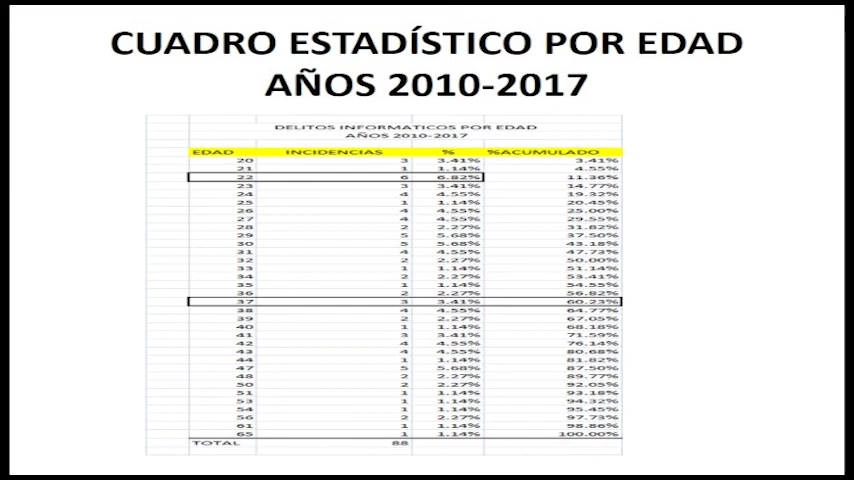 CUADRO ESTADÍSTICO POR EDAD
AÑOS 2010-2017
DELITOS INFORMATICOS POR EDAD
AÑOS 2010-2017
EDAD INCIDENCIAS % %ACUMULADO
20 3 3.41% 3.41%
21 1 1.14% 4.55%
22 6 6.82% 11.36%
23 3 3.41% 14.77%
24 4 4.55% 19.32%
25 1 1.14% 20.45%
26 4 4.55% 25.00%
27 4 4.55% 29.55%
28 2 2.27% 31.82%
29 5 5.68% 37.50%
30 5 5.68% 43.18%
31 4 4.55% 47.73%
32 2 2.27% 50.00%
33 1 1.14% 51.14%
34 2 2.27% 53.41%
35 1 1.14% 54.55%
36 2 2.27% 56.82%
37 3 3.41% 60.23%
38 4 4.55% 64.77%
39 2 2.27% 67.05%
40 1 1.14% 68.18%
41 3 3.41% 71.59%
42 4 4.55% 76.14%
43 4 4.55% 80.68%
44 1 1.14% 81.82%
47 5 5.68% 87.50%
48 2 2.27% 89.77%
50 2 2.27% 92.05%
51 1 1.14% 93.18%
53 1 1.14% 94.32%
54 1 1.14% 95.45%
56 2 2.27% 97.73%
61 1 1.14% 98.86%
65 1 1.14% 100.00%
TOTAL 88